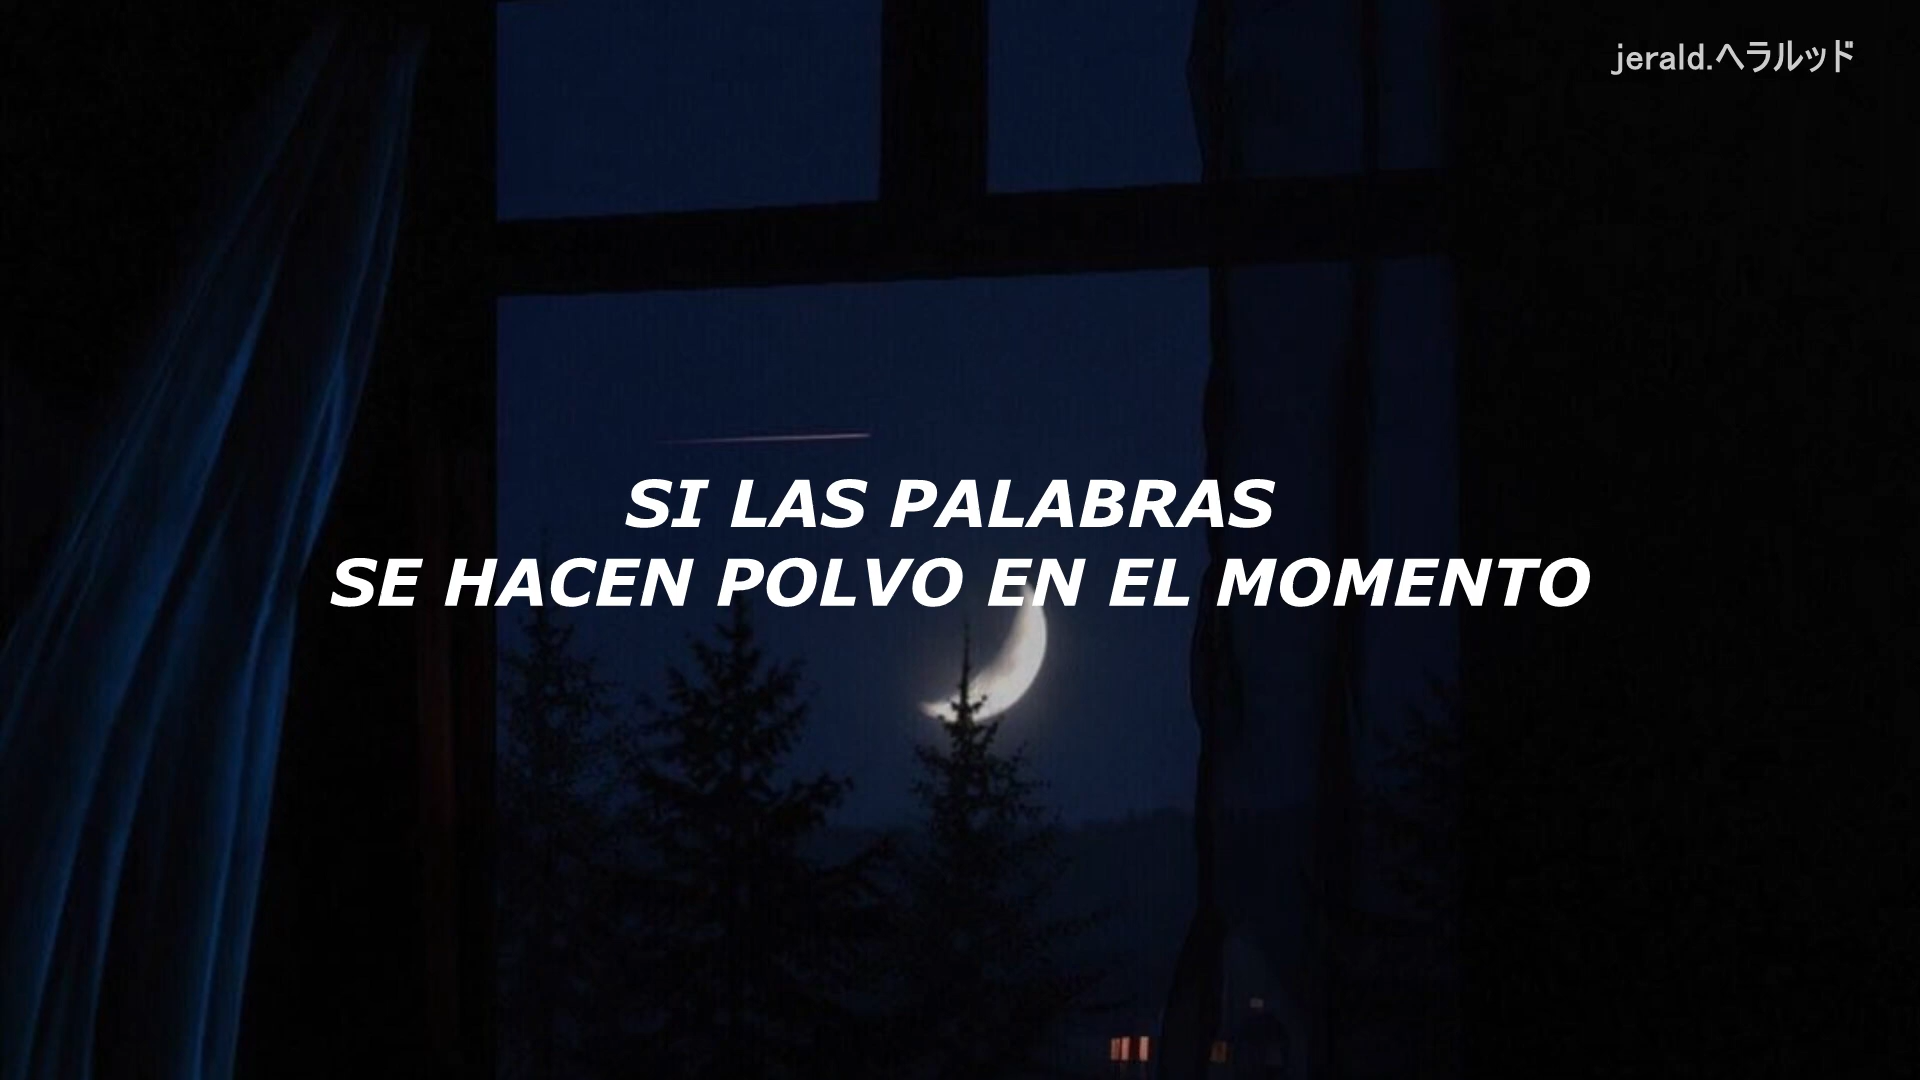 jerald.ヘラルッド
SI LAS PALABRAS
SE HACEN POLVO EN EL MOMENTO